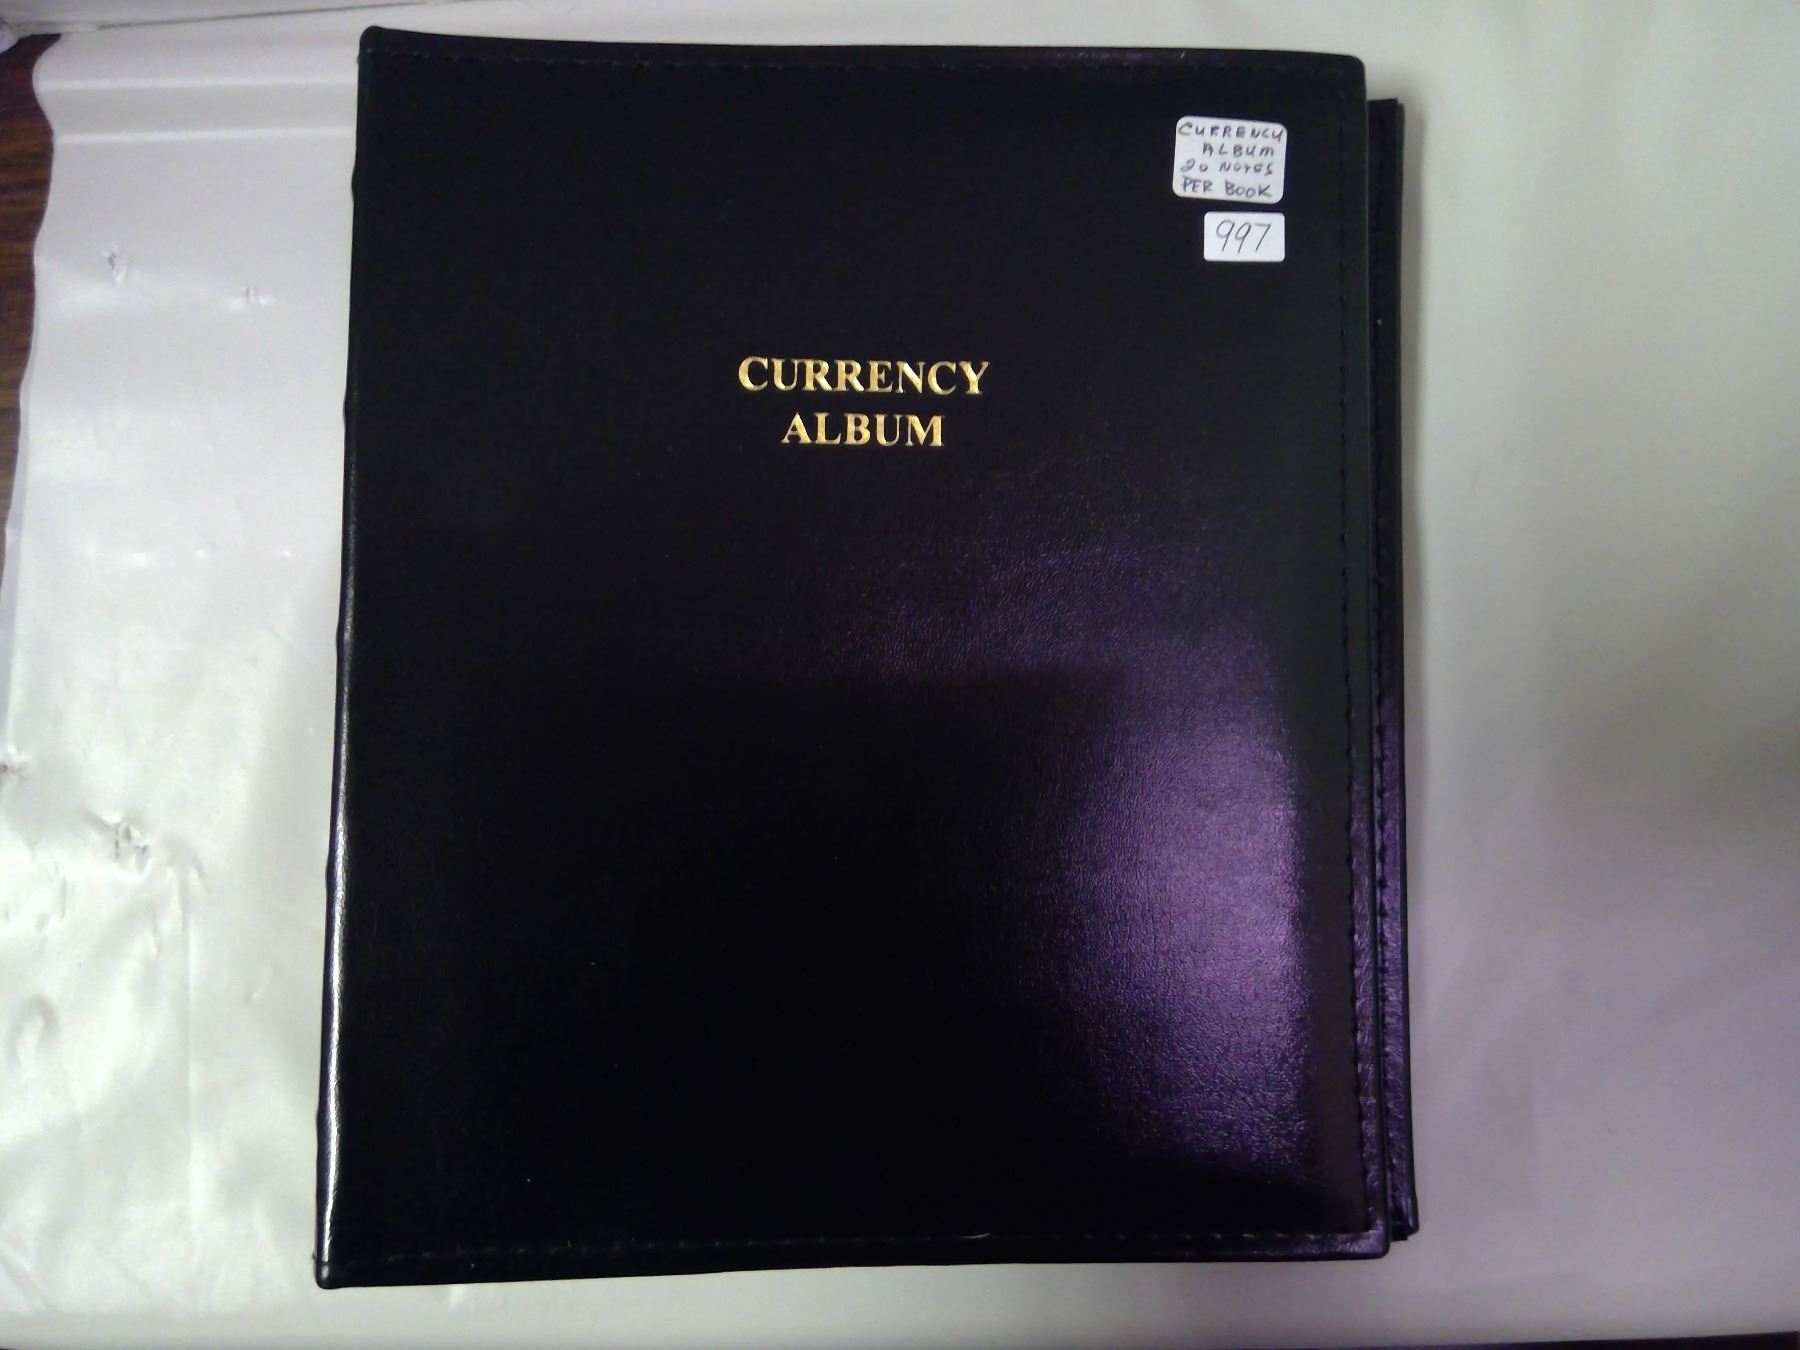 CURRENCY
ALBUM
20 NOTES
PER BOOK
997
CURRENCY
ALBUM